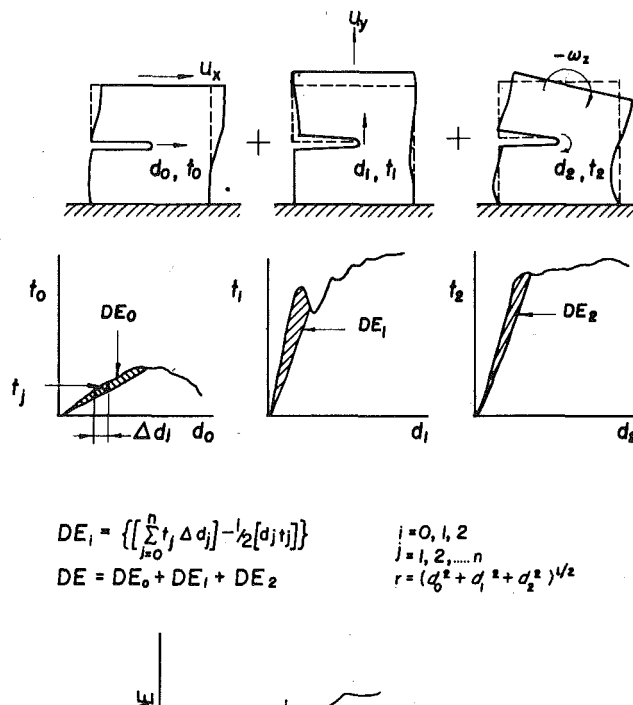 u_x
u_y
-ω_z
+
+
d_0, t_0
d_1, t_1
d_2, t_2
t_0
DE_0
t_j
Δd_j
d_0
t_1
DE_1
d_1
t_2
DE_2
d_2
DE_i = {[∑_{j=0}^{n} t_j Δd_j] - 1/2 [d_j t_j]}
i = 0, 1, 2
j = 1, 2, ..... n
DE = DE_0 + DE_1 + DE_2
r = (d_0^2 + d_1^2 + d_2^2)^{1/2}